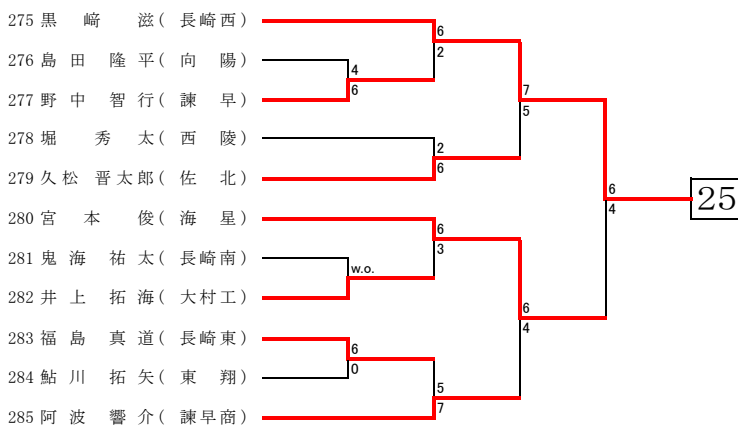 275 黒 﨑 滋( 長崎西)
6
276 島 田 隆 平( 向 陽)
2
4
277 野 中 智 行( 諫 早)
6
7
5
278 堀 秀 太( 西 陵)
2
279 久 松 晋太郎( 佐 北)
6
6
25
4
280 宮 本 俊( 海 星)
6
3
281 鬼 海 祐 太( 長崎南)
w.o.
282 井 上 拓 海( 大村工)
6
4
283 福 島 真 道( 長崎東)
6
0
284 鮎 川 拓 矢( 東 翔)
5
7
285 阿 波 響 介( 諫早商)